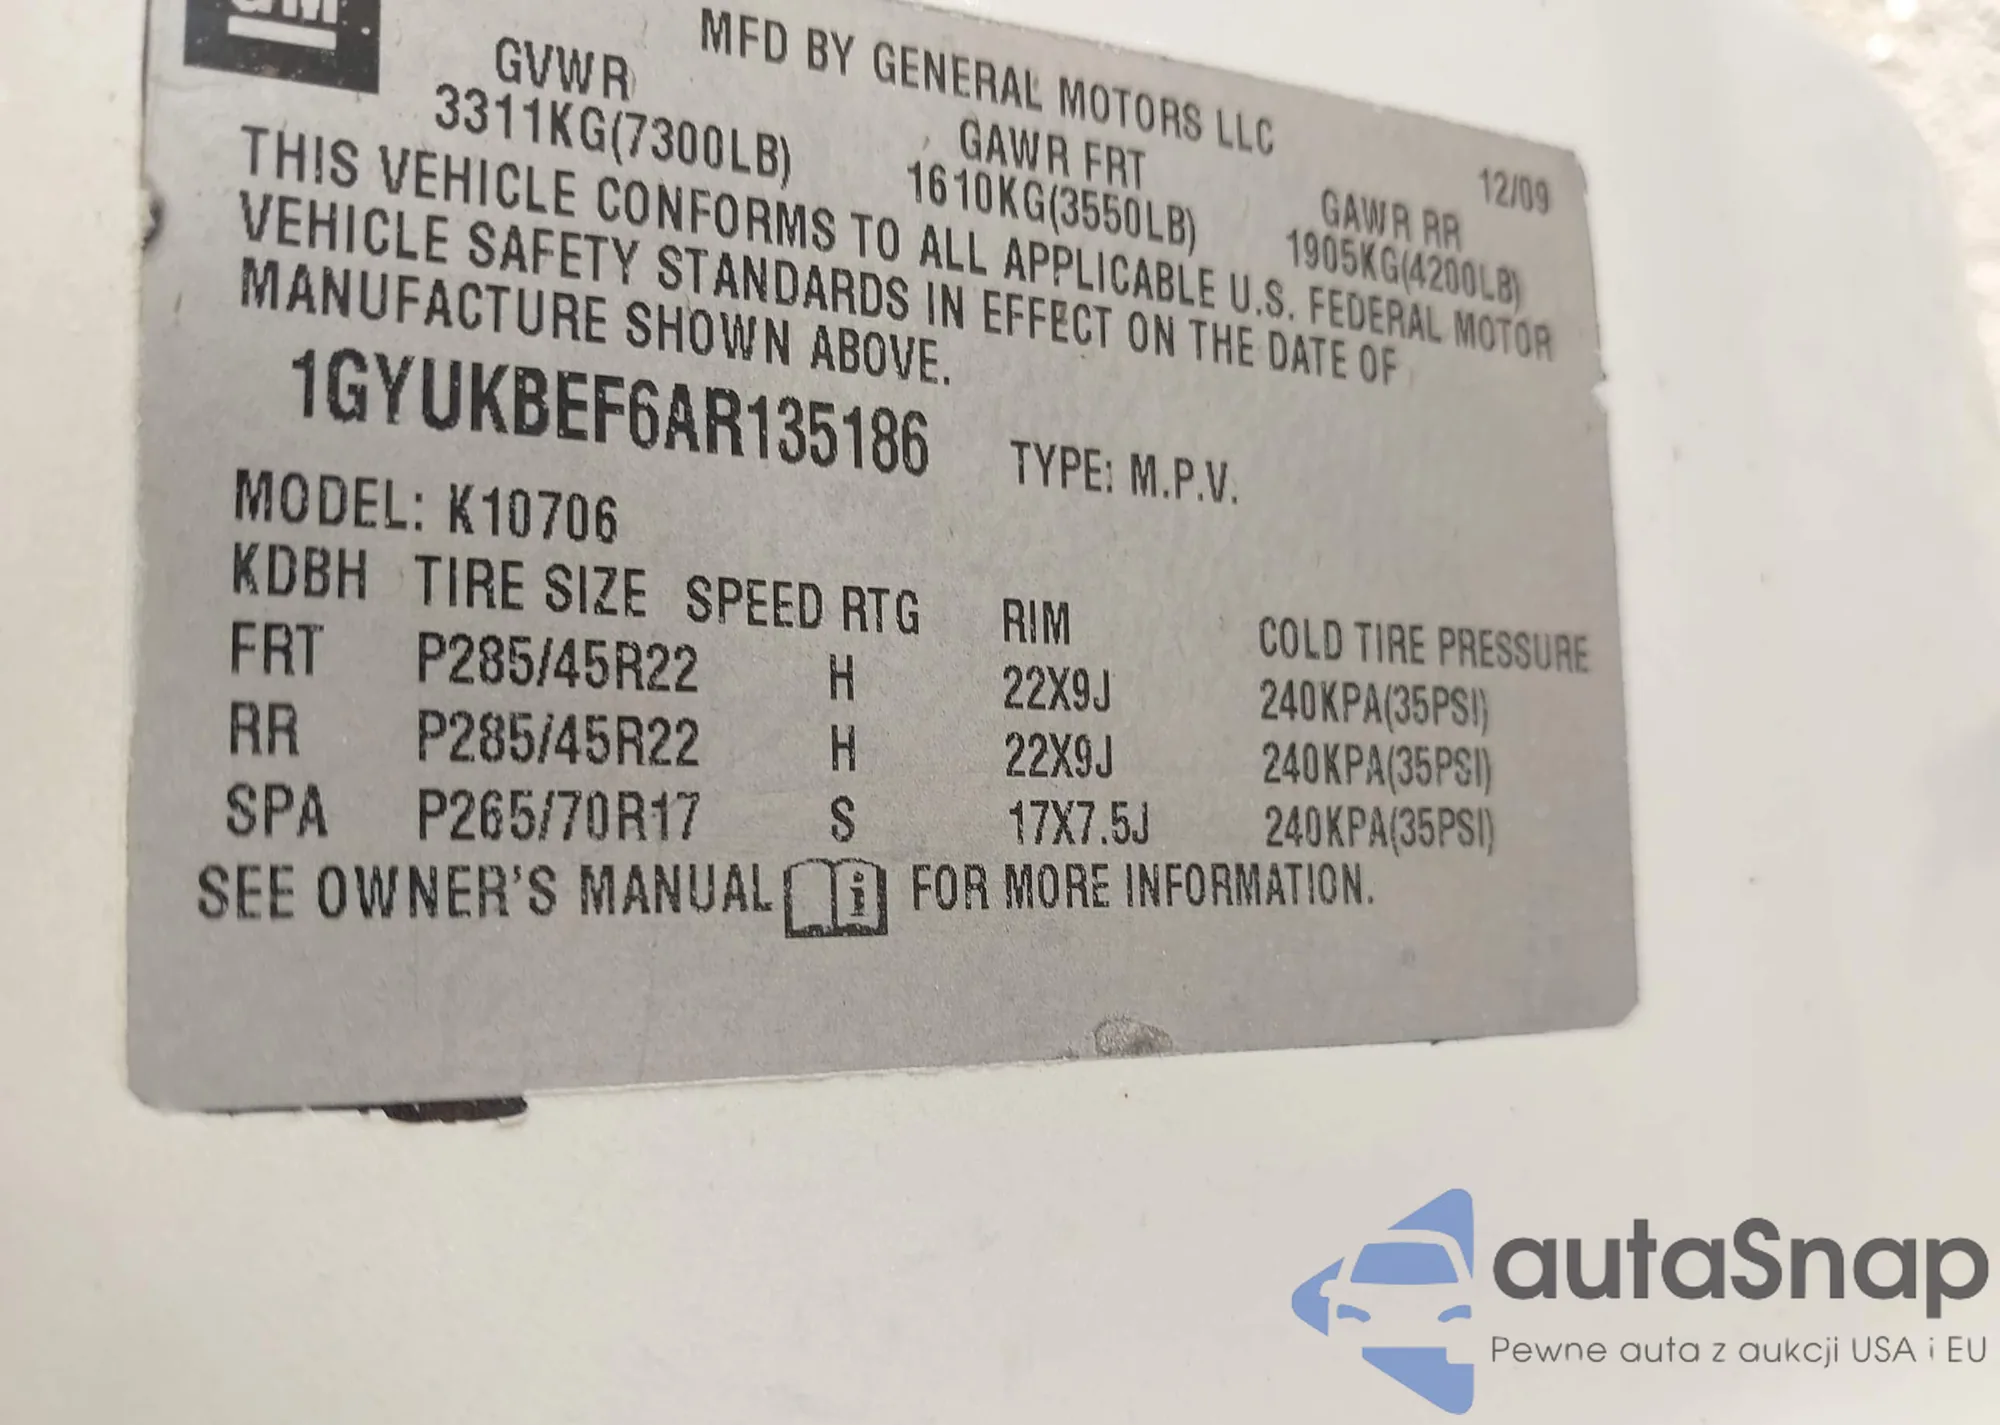 GM
MFD BY GENERAL MOTORS LLC
12/09
GVWR GAWR FRT GAWR RR
3311KG(7300LB) 1610KG(3550LB) 1905KG(4200LB)
THIS VEHICLE CONFORMS TO ALL APPLICABLE U.S. FEDERAL MOTOR
VEHICLE SAFETY STANDARDS IN EFFECT ON THE DATE OF
MANUFACTURE SHOWN ABOVE.
1GYUKBEF6AR135186 TYPE: M.P.V.
MODEL: K10706
KDBH TIRE SIZE SPEED RTG RIM COLD TIRE PRESSURE
FRT P285/45R22 H 22X9J 240KPA(35PSI)
RR P285/45R22 H 22X9J 240KPA(35PSI)
SPA P265/70R17 S 17X7.5J 240KPA(35PSI)
SEE OWNER'S MANUAL i FOR MORE INFORMATION.
autaSnap
Pewne auta z aukcji USA i EU